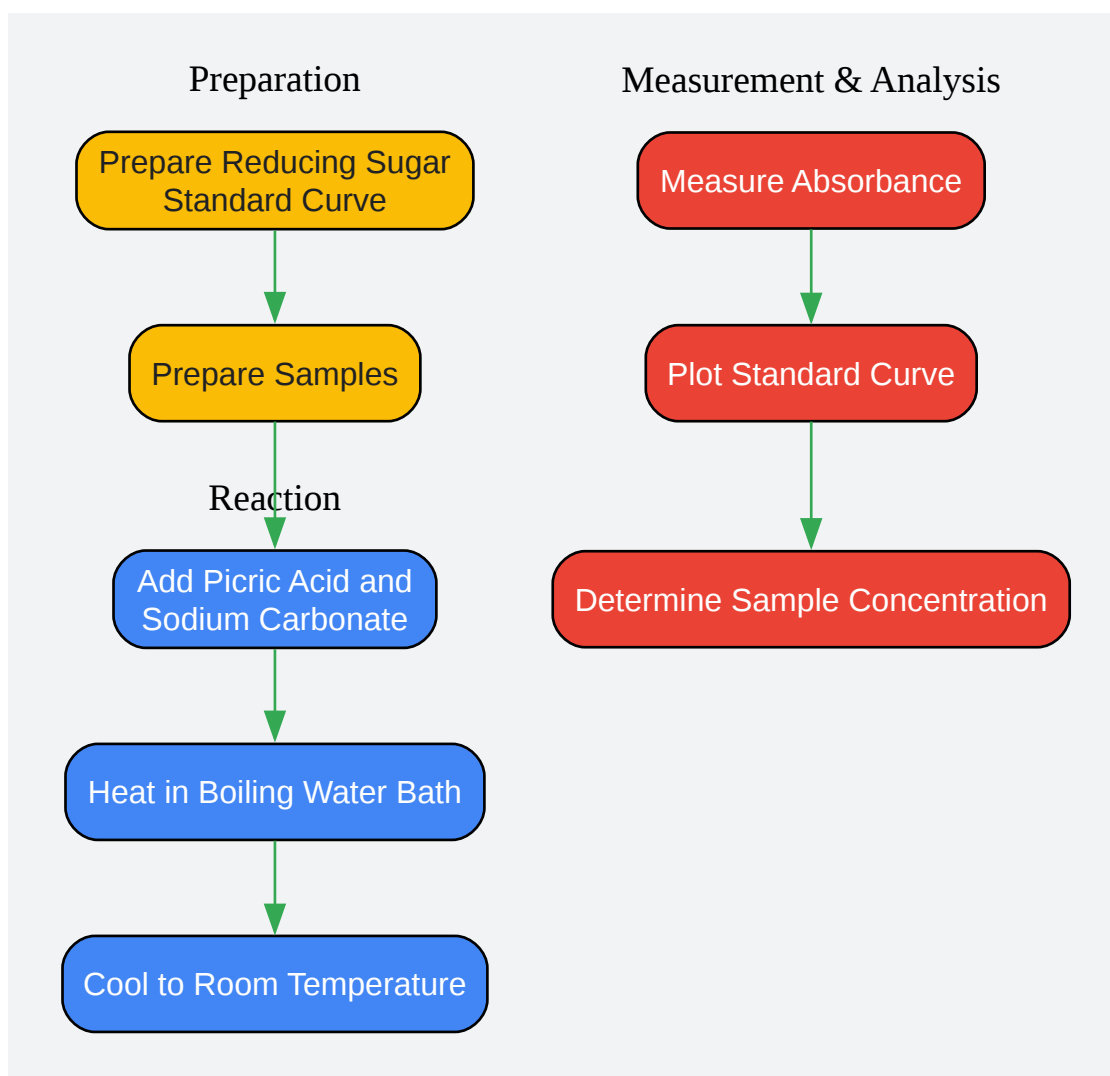 Preparation
Prepare Reducing Sugar
Standard Curve
Prepare Samples
Reaction
Add Picric Acid and
Sodium Carbonate
Heat in Boiling Water Bath
Cool to Room Temperature
Measurement & Analysis
Measure Absorbance
Plot Standard Curve
Determine Sample Concentration